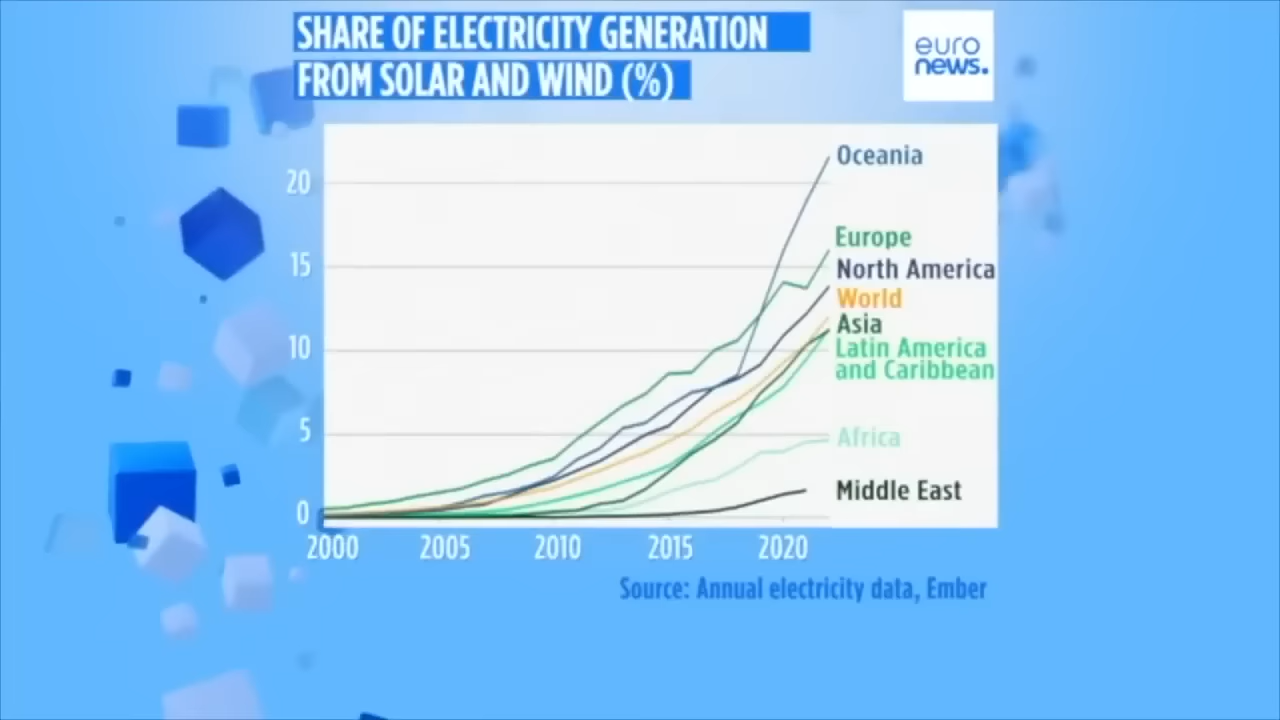 SHARE OF ELECTRICITY GENERATION
FROM SOLAR AND WIND (%)
euro
news.
Oceania
20
Europe
15
North America
World
Asia
10
Latin America
and Caribbean
5
Africa
Middle East
0
2000 2005 2010 2015 2020
Source: Annual electricity data, Ember